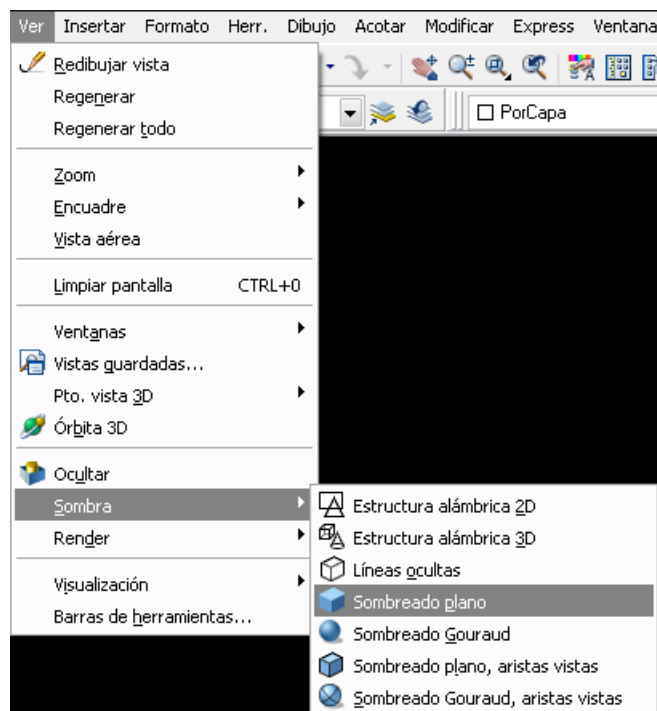 Ver Insertar Formato Herr. Dibujo Acotar Modificar Express Ventana
Redibujar vista
Regenerar
Regenerar todo
PorCapa
Zoom
Encuadre
Vista aérea
Limpiar pantalla CTRL+0
Ventanas
Vistas guardadas...
Pto. vista 3D
Órbita 3D
Ocultar
Sombra
Render
Visualización
Barras de herramientas...
Estructura alámbrica 2D
Estructura alámbrica 3D
Líneas ocultas
Sombreado plano
Sombreado Gouraud
Sombreado plano, aristas vistas
Sombreado Gouraud, aristas vistas